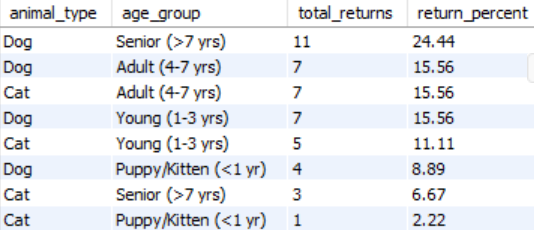 animal_type age_group total_returns return_percent
Dog Senior (>7 yrs) 11 24.44
Dog Adult (4-7 yrs) 7 15.56
Cat Adult (4-7 yrs) 7 15.56
Dog Young (1-3 yrs) 7 15.56
Cat Young (1-3 yrs) 5 11.11
Dog Puppy/Kitten (<1 yr) 4 8.89
Cat Senior (>7 yrs) 3 6.67
Cat Puppy/Kitten (<1 yr) 1 2.22